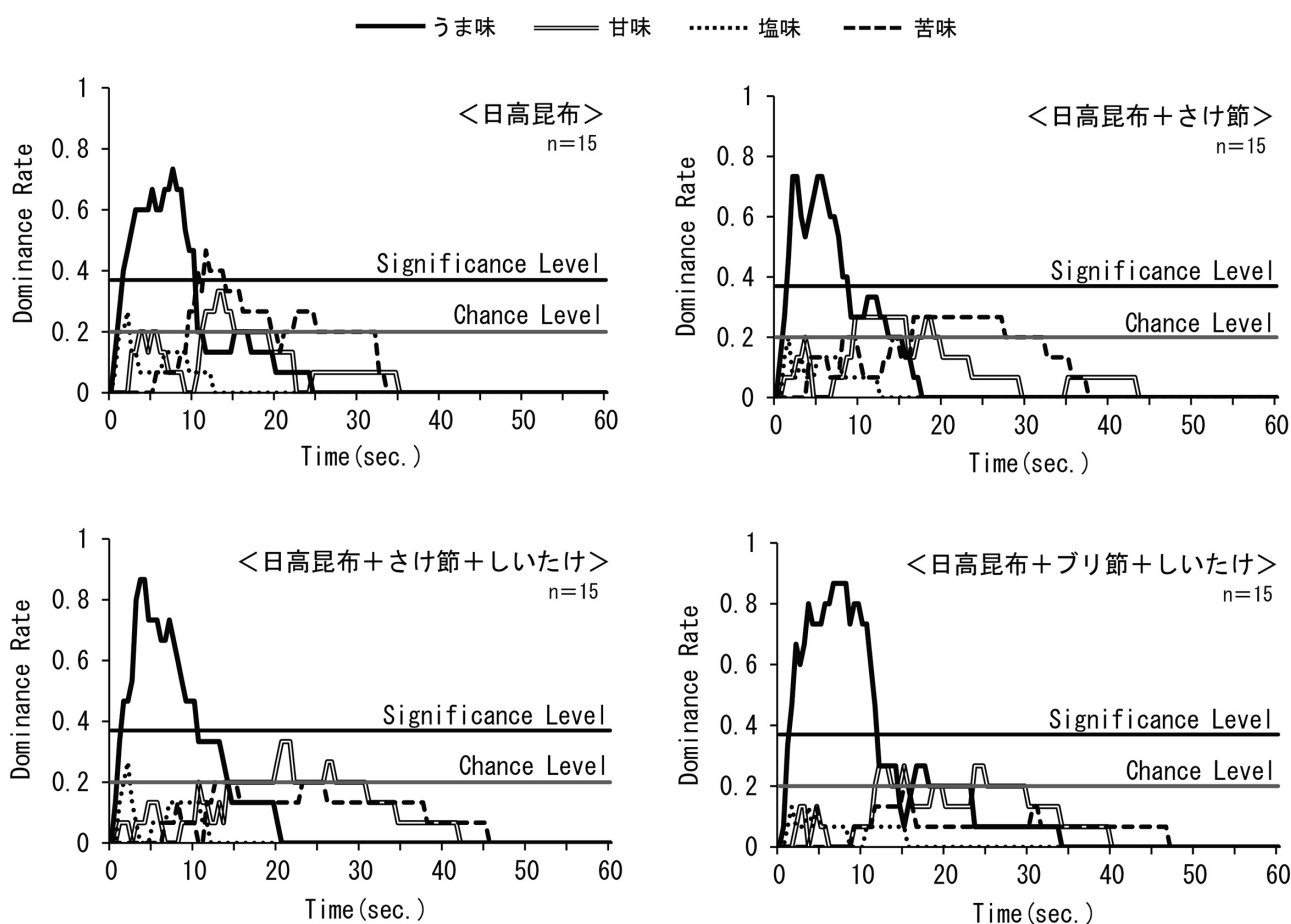 うま味 甘味 塩味 苦味
＜日高昆布＞
n＝15
Dominance Rate
1
0.8
0.6
0.4
0.2
0
Significance Level
Chance Level
0 10 20 30 40 50 60
Time(sec.)
＜日高昆布＋さけ節＞
n＝15
Dominance Rate
1
0.8
0.6
0.4
0.2
0
Significance Level
Chance Level
0 10 20 30 40 50 60
Time(sec.)
＜日高昆布＋さけ節＋しいたけ＞
n＝15
Dominance Rate
1
0.8
0.6
0.4
0.2
0
Significance Level
Chance Level
0 10 20 30 40 50 60
Time(sec.)
＜日高昆布＋ブリ節＋しいたけ＞
n＝15
Dominance Rate
1
0.8
0.6
0.4
0.2
0
Significance Level
Chance Level
0 10 20 30 40 50 60
Time(sec.)